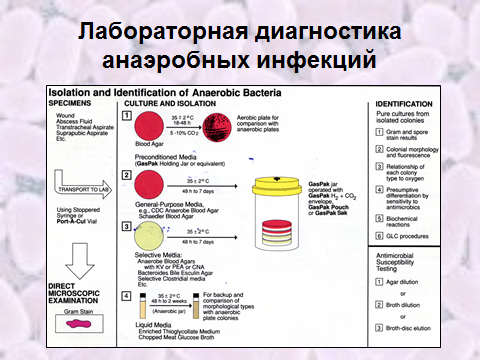 Лабораторная диагностика
анаэробных инфекций
Isolation and Identification of Anaerobic Bacteria
SPECIMENS
Wound
Abscess Fluid
Transtracheal Aspirate
Suprapubic Aspirate
Etc.
TRANSPORT TO LAB
Using Stoppered
Syringe or
Port-A-Cul Vial
DIRECT
MICROSCOPIC
EXAMINATION
Gram Stain
CULTURE AND ISOLATION
1
35 ± 2°C
18-48 h
5 -10% CO2
Blood Agar
Aerobic plate for
comparison with
anaerobic plates
Preconditioned Media
(GasPak Holding Jar or equivalent)
2
35 ± 2°C
48 h to 7 days
General-Purpose Media,
e.g., CDC Anaerobe Blood Agar
Schaedler Blood Agar
3
35 ± 2°C
48 h to 7 days
Selective Media:
Anaerobe Blood Agars
with KV or PEA or CNA
Bacteroides Bile Esculin Agar
Selective Clostridial media
Etc.
GasPak jar
operated with
GasPak H2 + CO2
envelope,
GasPak Pouch
or GasPak Sak
4
35 ± 2°C
48 h to 2 weeks
(Anaerobic jar)
For backup and
comparison of
morphological types
with anaerobic
plate colonies
Liquid Media
Enriched Thioglycollate Medium
Chopped Meat Glucose Broth
IDENTIFICATION
Pure cultures from
isolated colonies
1 Gram and spore
stain results
2 Colonial morphology
and fluorescence
3 Relationship of
each colony
type to oxygen
4 Presumptive
differentiation by
sensitivity to
antimicrobics
5 Biochemical
reactions
6 GLC procedures
Antimicrobial
Susceptibility
Testing
1 Agar dilution
or
2 Broth dilution
or
3 Broth-disc elution